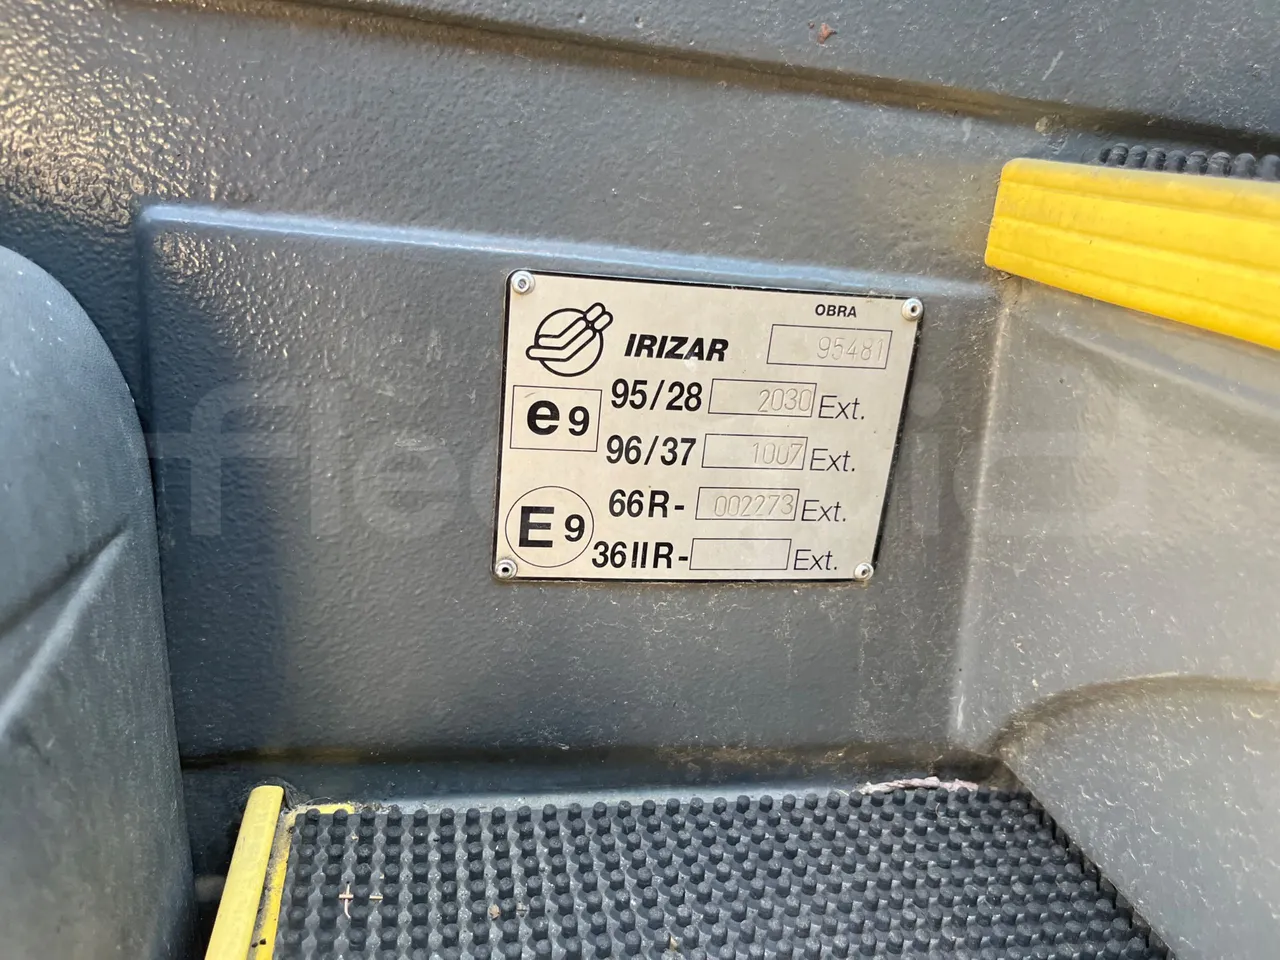 OBRA
IRIZAR 95481
e9 95/28 2030 Ext.
96/37 1007 Ext.
66R- 002273 Ext.
E9 36IIR- Ext.